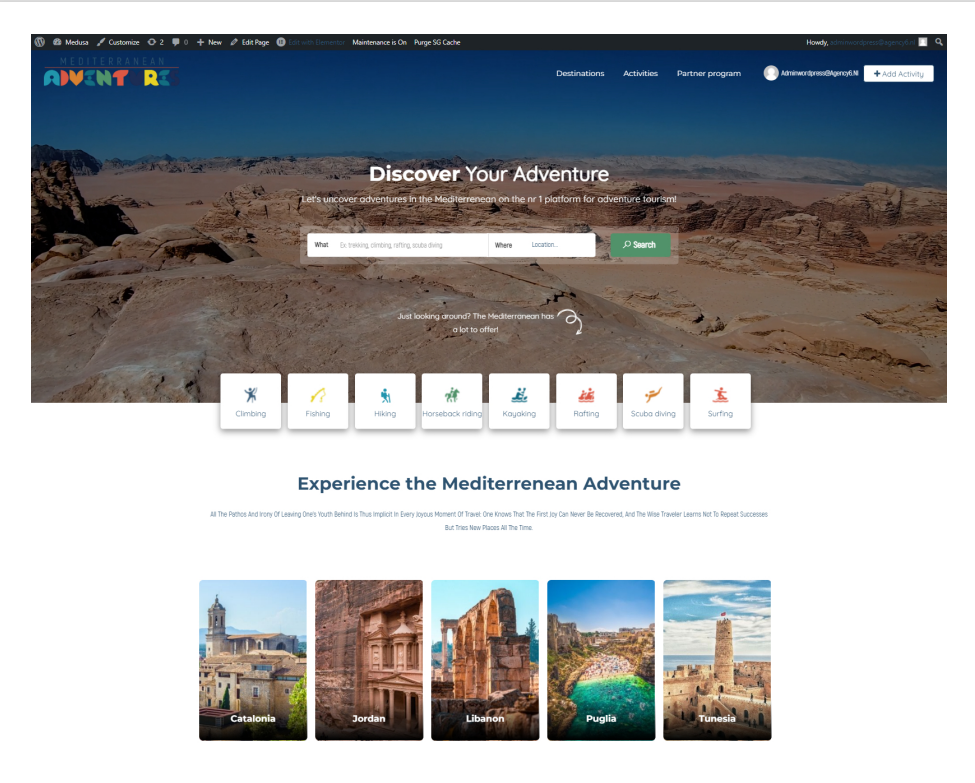 Medusa Customize 2 0 New Edit Page Edit with Elementor Maintenance is On Purge SG Cache Howdy, adminwordpress@agency6.nl
MEDITERRANEAN
ADVENTURES
Destinations Activities Partner program Adminwordpress@Agency6.Nl Add Activity
Discover Your Adventure
Let's uncover adventures in the Mediterrenean on the nr 1 platform for adventure tourism!
What Ex. trekking, climbing, rafting, scuba diving Where Location... Search
Just looking around? The Mediterranean has
a lot to offer!
Climbing Fishing Hiking Horseback riding Kayaking Rafting Scuba diving Surfing
Experience the Mediterrenean Adventure
All The Pathos And Irony Of Leaving One's Youth Behind Is Thus Implicit In Every Joyous Moment Of Travel: One Knows That The First Joy Can Never Be Recovered, And The Wise Traveler Learns Not To Repeat Successes
But Tries New Places All The Time.
Catalonia Jordan Libanon Puglia Tunesia